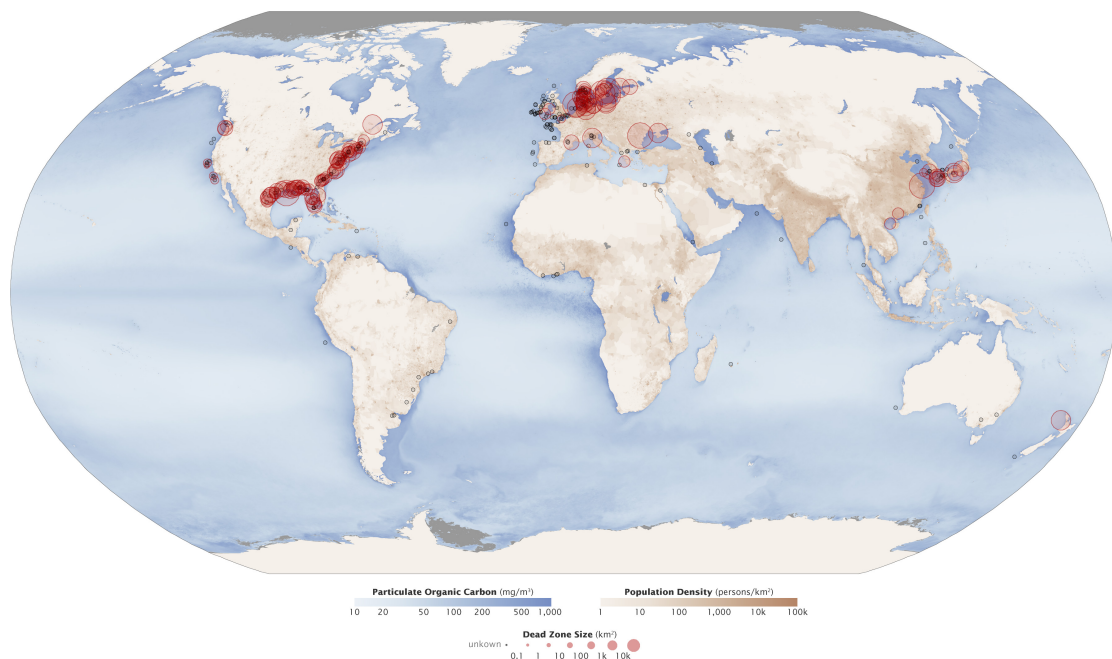 Particulate Organic Carbon (mg/m³)
10 20 50 100 200 500 1,000
Population Density (persons/km²)
1 10 100 1,000 10k 100k
Dead Zone Size (km²)
unkown
0.1 1 10 100 1k 10k